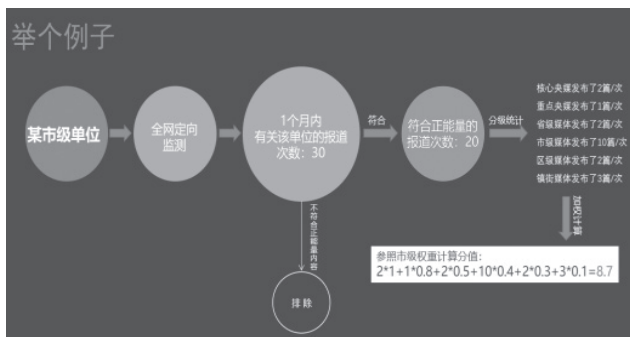 举个例子
某市级单位
全网定向
监测
1个月内
有关该单位的报道
次数：30
符合
符合正能量的
报道次数：20
分级统计
核心央媒发布了2篇/次
重点央媒发布了1篇/次
省级媒体发布了2篇/次
市级媒体发布了10篇/次
区级媒体发布了2篇/次
镇街媒体发布了3篇/次
加权计算
参照市级权重计算分值：
2*1+1*0.8+2*0.5+10*0.4+2*0.3+3*0.1=8.7
不符合正能量内容
排除